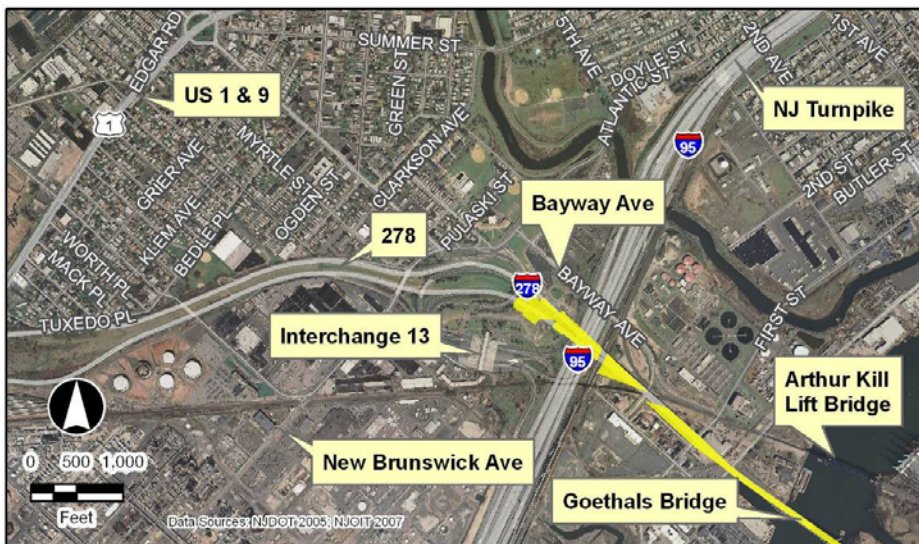 SUMMER ST
5TH AVE
DOYLE ST
2ND AVE
1ST AVE
EDGAR RD
US 1 & 9
GREEN ST
ATLANTIC ST
NJ Turnpike
1
MYRTLE ST
CLARKSON AVE
95
GRIER AVE
OGDEN ST
PULASKI ST
2ND ST
BUTLER ST
KLEM AVE
BEDLE PL
Bayway Ave
WORTH PL
MACK PL
278
BAYWAY AVE
278
TUXEDO PL
FIRST ST
Interchange 13
95
Arthur Kill
Lift Bridge
New Brunswick Ave
0 500 1,000
Feet
Goethals Bridge
Data Sources: NJDOT 2005; NJOIT 2007